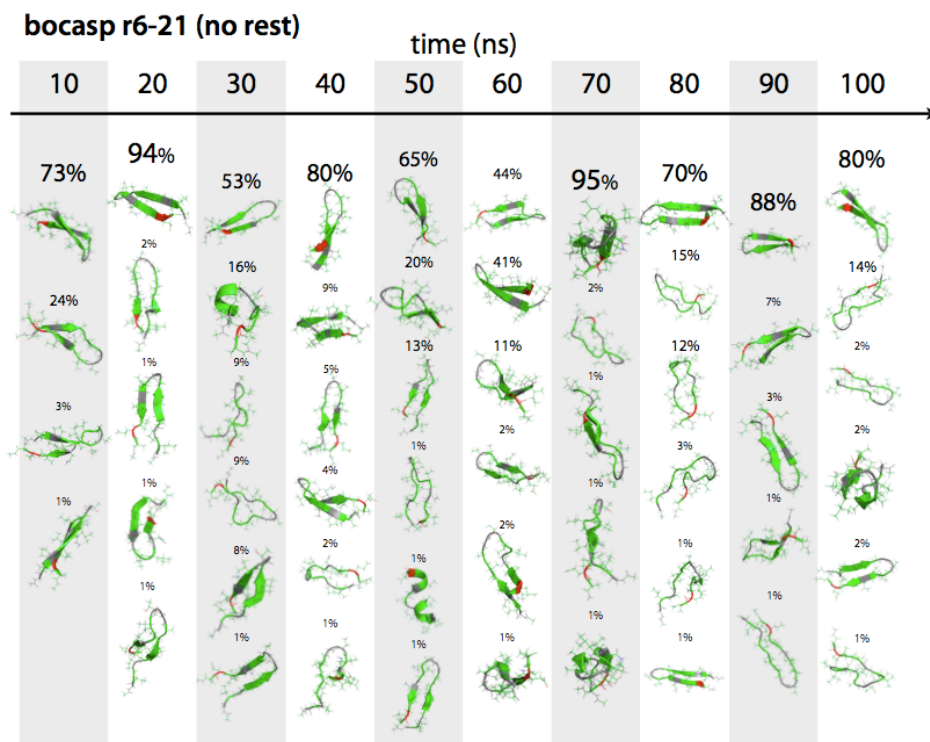 bocasp r6-21 (no rest)
time (ns)
10 20 30 40 50 60 70 80 90 100
73% 94% 53% 80% 65% 44% 95% 70% 88% 80%
24% 2% 16% 9% 20% 41% 2% 15% 7% 14%
3% 1% 9% 5% 13% 11% 1% 12% 3% 2%
1% 1% 9% 4% 1% 2% 1% 3% 1% 2%
1% 8% 2% 1% 2% 1% 1% 1% 2%
1% 1% 1% 1% 1% 1%